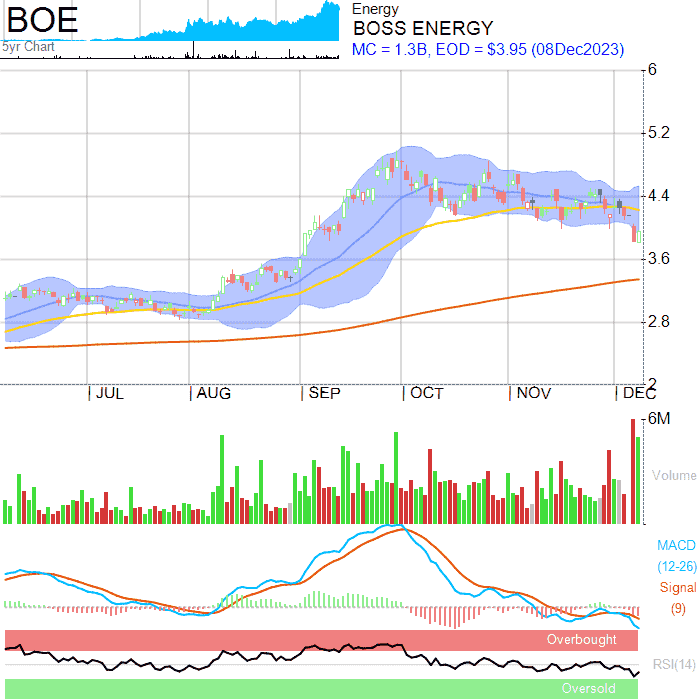 BOE
5yr Chart
Energy
BOSS ENERGY
MC = 1.3B, EOD = $3.95 (08Dec2023)
6
5.2
4.4
3.6
2.8
2
JUL AUG SEP OCT NOV DEC
6M
Volume
MACD
(12-26)
Signal
(9)
Overbought
RSI(14)
Oversold